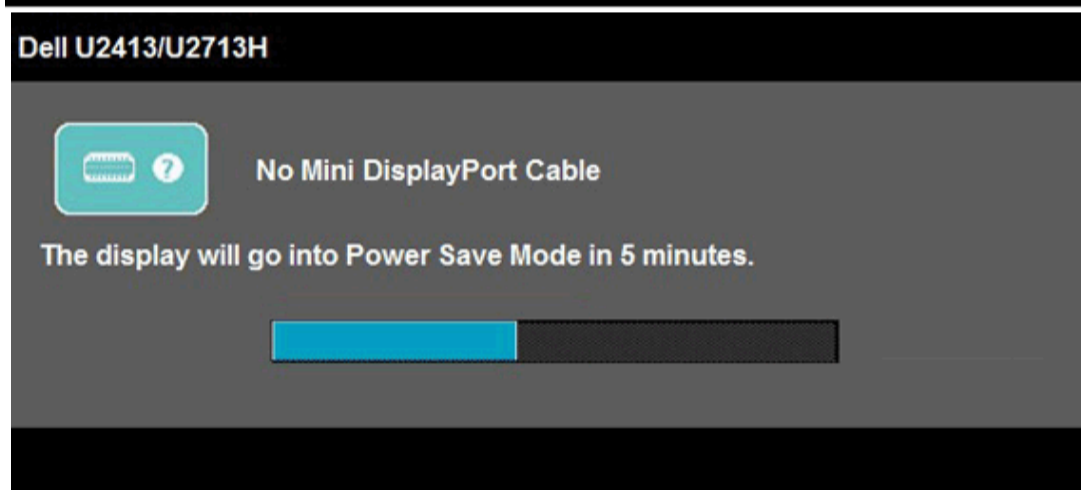 Dell U2413/U2713H
?
No Mini DisplayPort Cable
The display will go into Power Save Mode in 5 minutes.